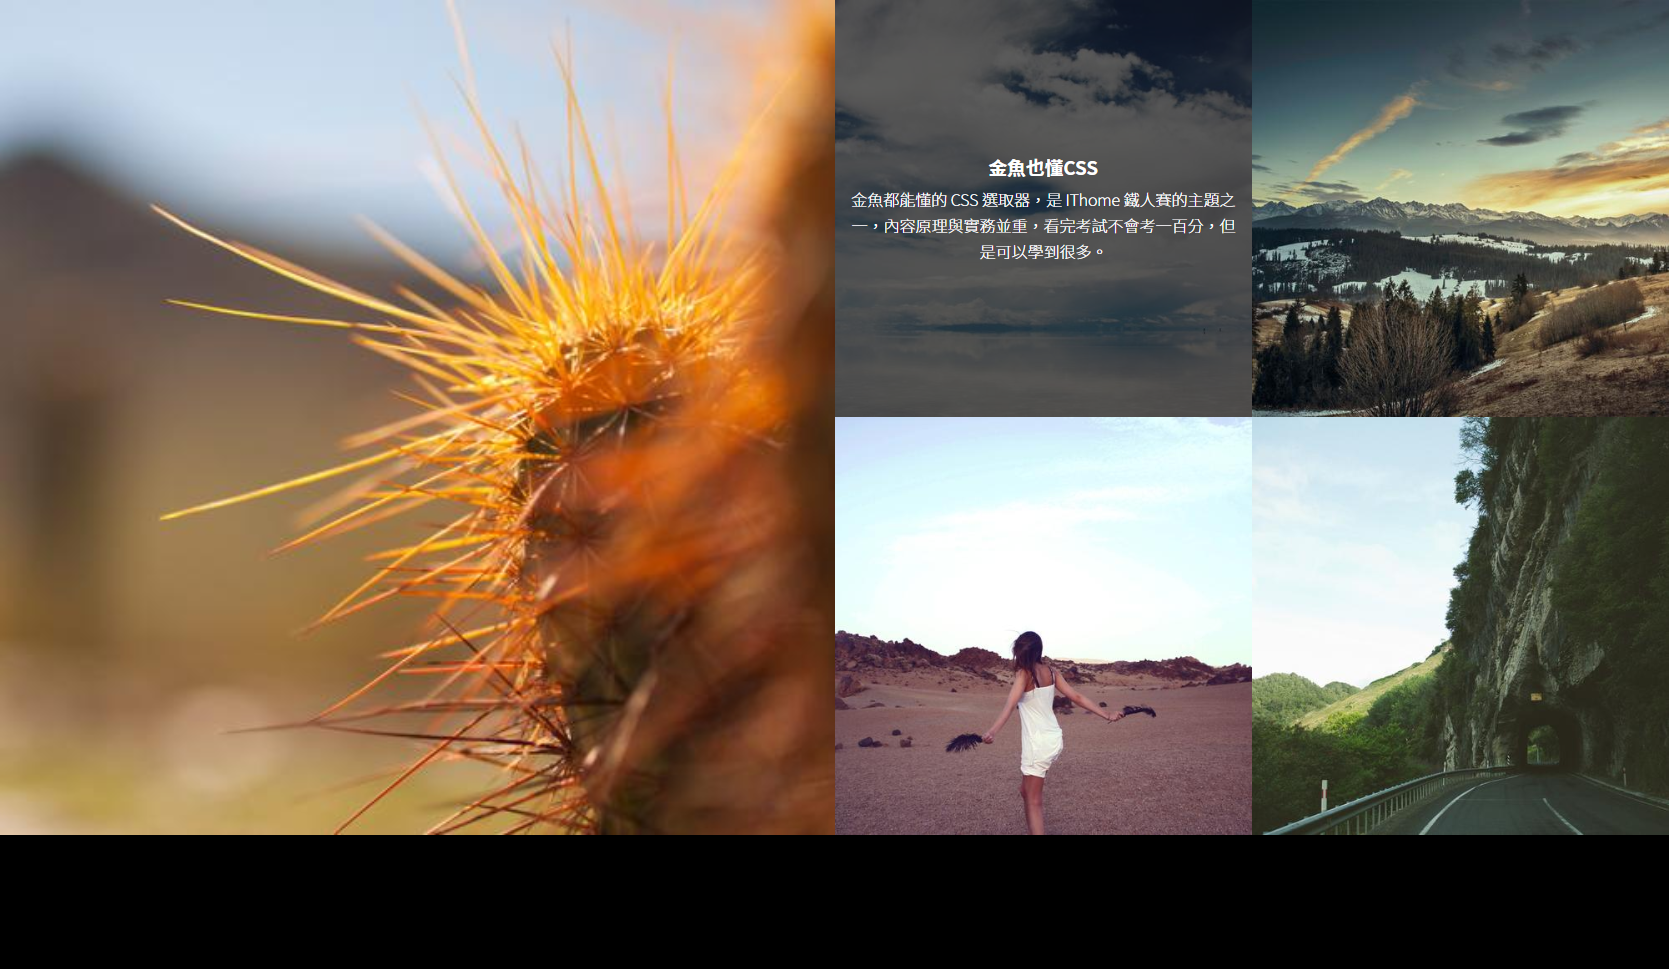 金魚也懂CSS
金魚都能懂的 CSS 選取器，是 IThome 鐵人賽的主題之
一，內容原理與實務並重，看完考試不會考一百分，但
是可以學到很多。